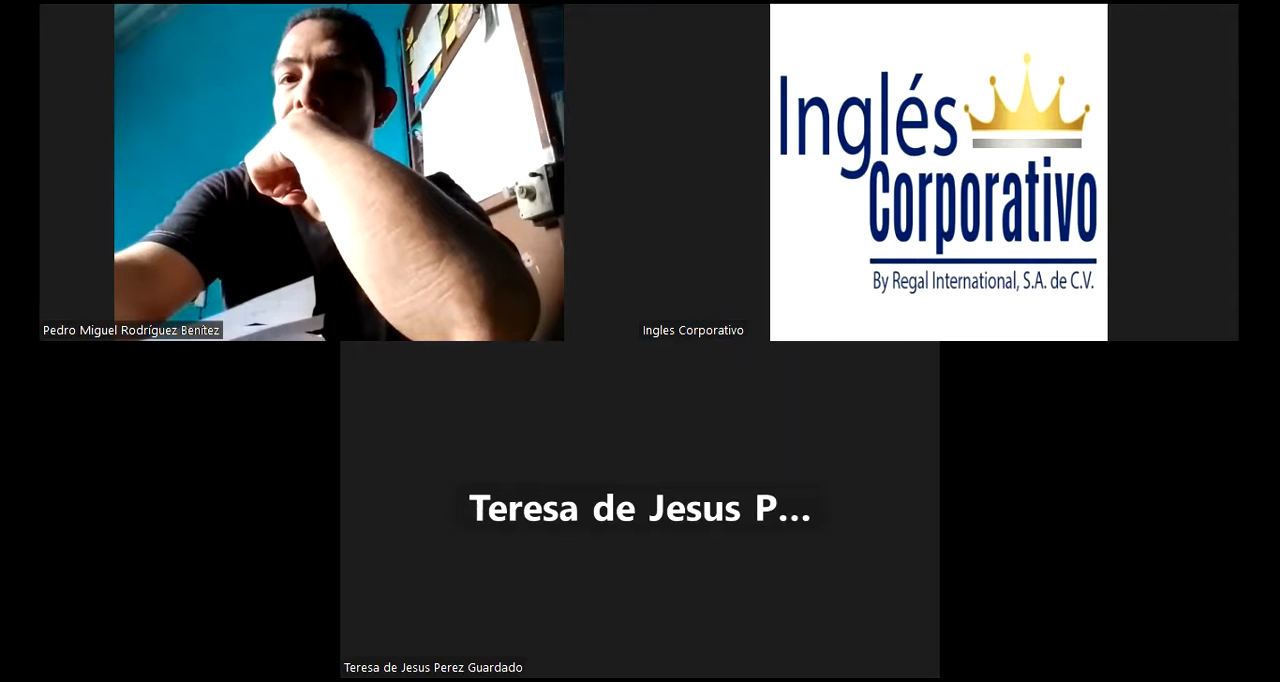 Inglés
Corporativo
By Regal International, S.A. de C.V.
Pedro Miguel Rodríguez Benítez
Ingles Corporativo
Teresa de Jesus P...
Teresa de Jesus Perez Guardado